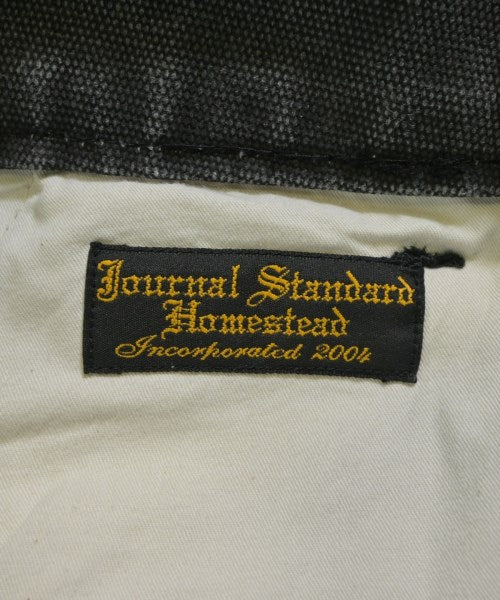 Journal Standard
Homestead
Incorporated 2004